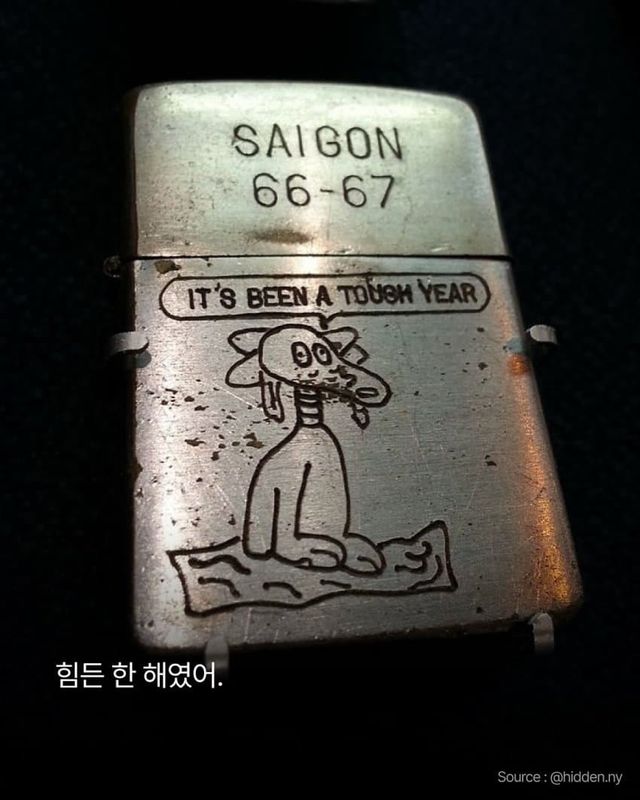 SAIGON
66-67
IT'S BEEN A TOUGH YEAR
힘든 한 해였어.
Source : @hidden.ny